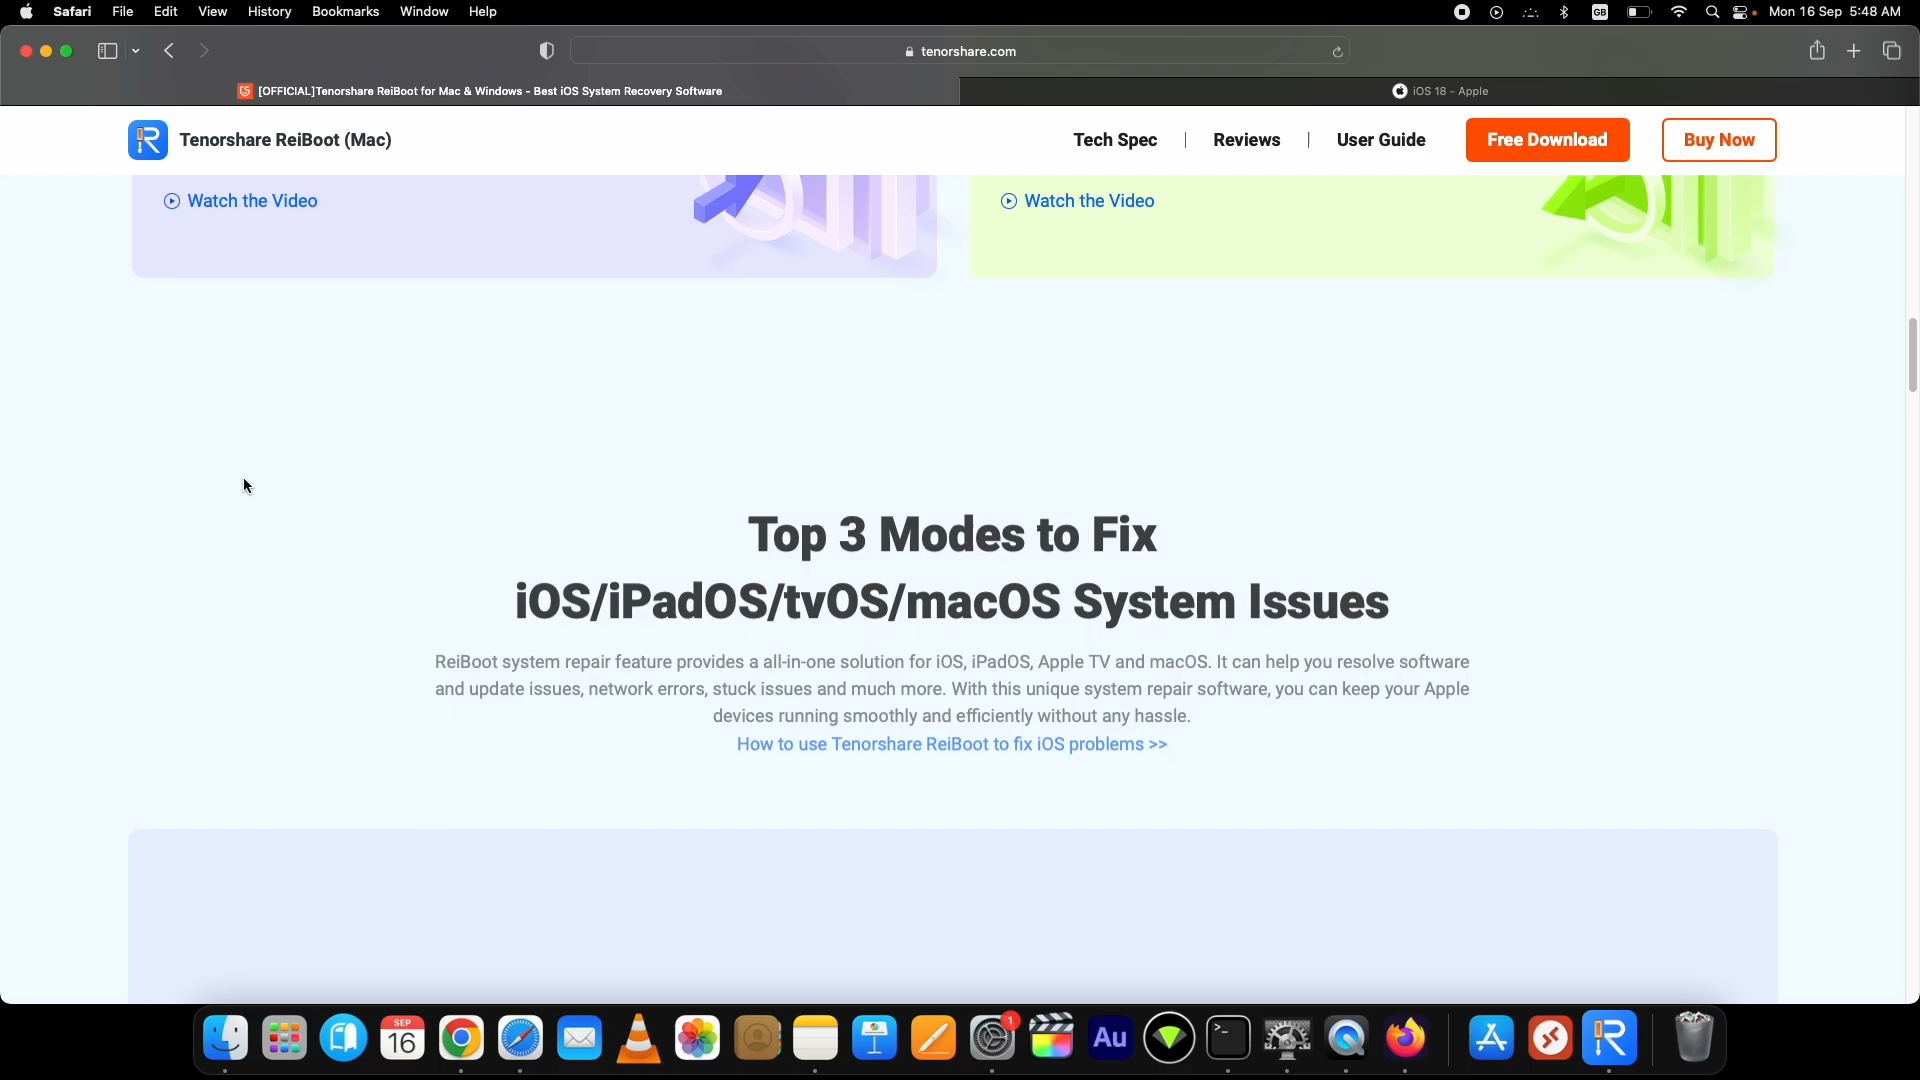 Safari File Edit View History Bookmarks Window Help
GB
Mon 16 Sep 5:48 AM
tenorshare.com
[OFFICIAL]Tenorshare ReiBoot for Mac & Windows - Best iOS System Recovery Software
iOS 18 - Apple
Tenorshare ReiBoot (Mac)
Tech Spec
Reviews
User Guide
Free Download
Buy Now
Watch the Video
Watch the Video
Top 3 Modes to Fix
iOS/iPadOS/tvOS/macOS System Issues
ReiBoot system repair feature provides a all-in-one solution for iOS, iPadOS, Apple TV and macOS. It can help you resolve software
and update issues, network errors, stuck issues and much more. With this unique system repair software, you can keep your Apple
devices running smoothly and efficiently without any hassle.
How to use Tenorshare ReiBoot to fix iOS problems >>
SEP
16
1
Au